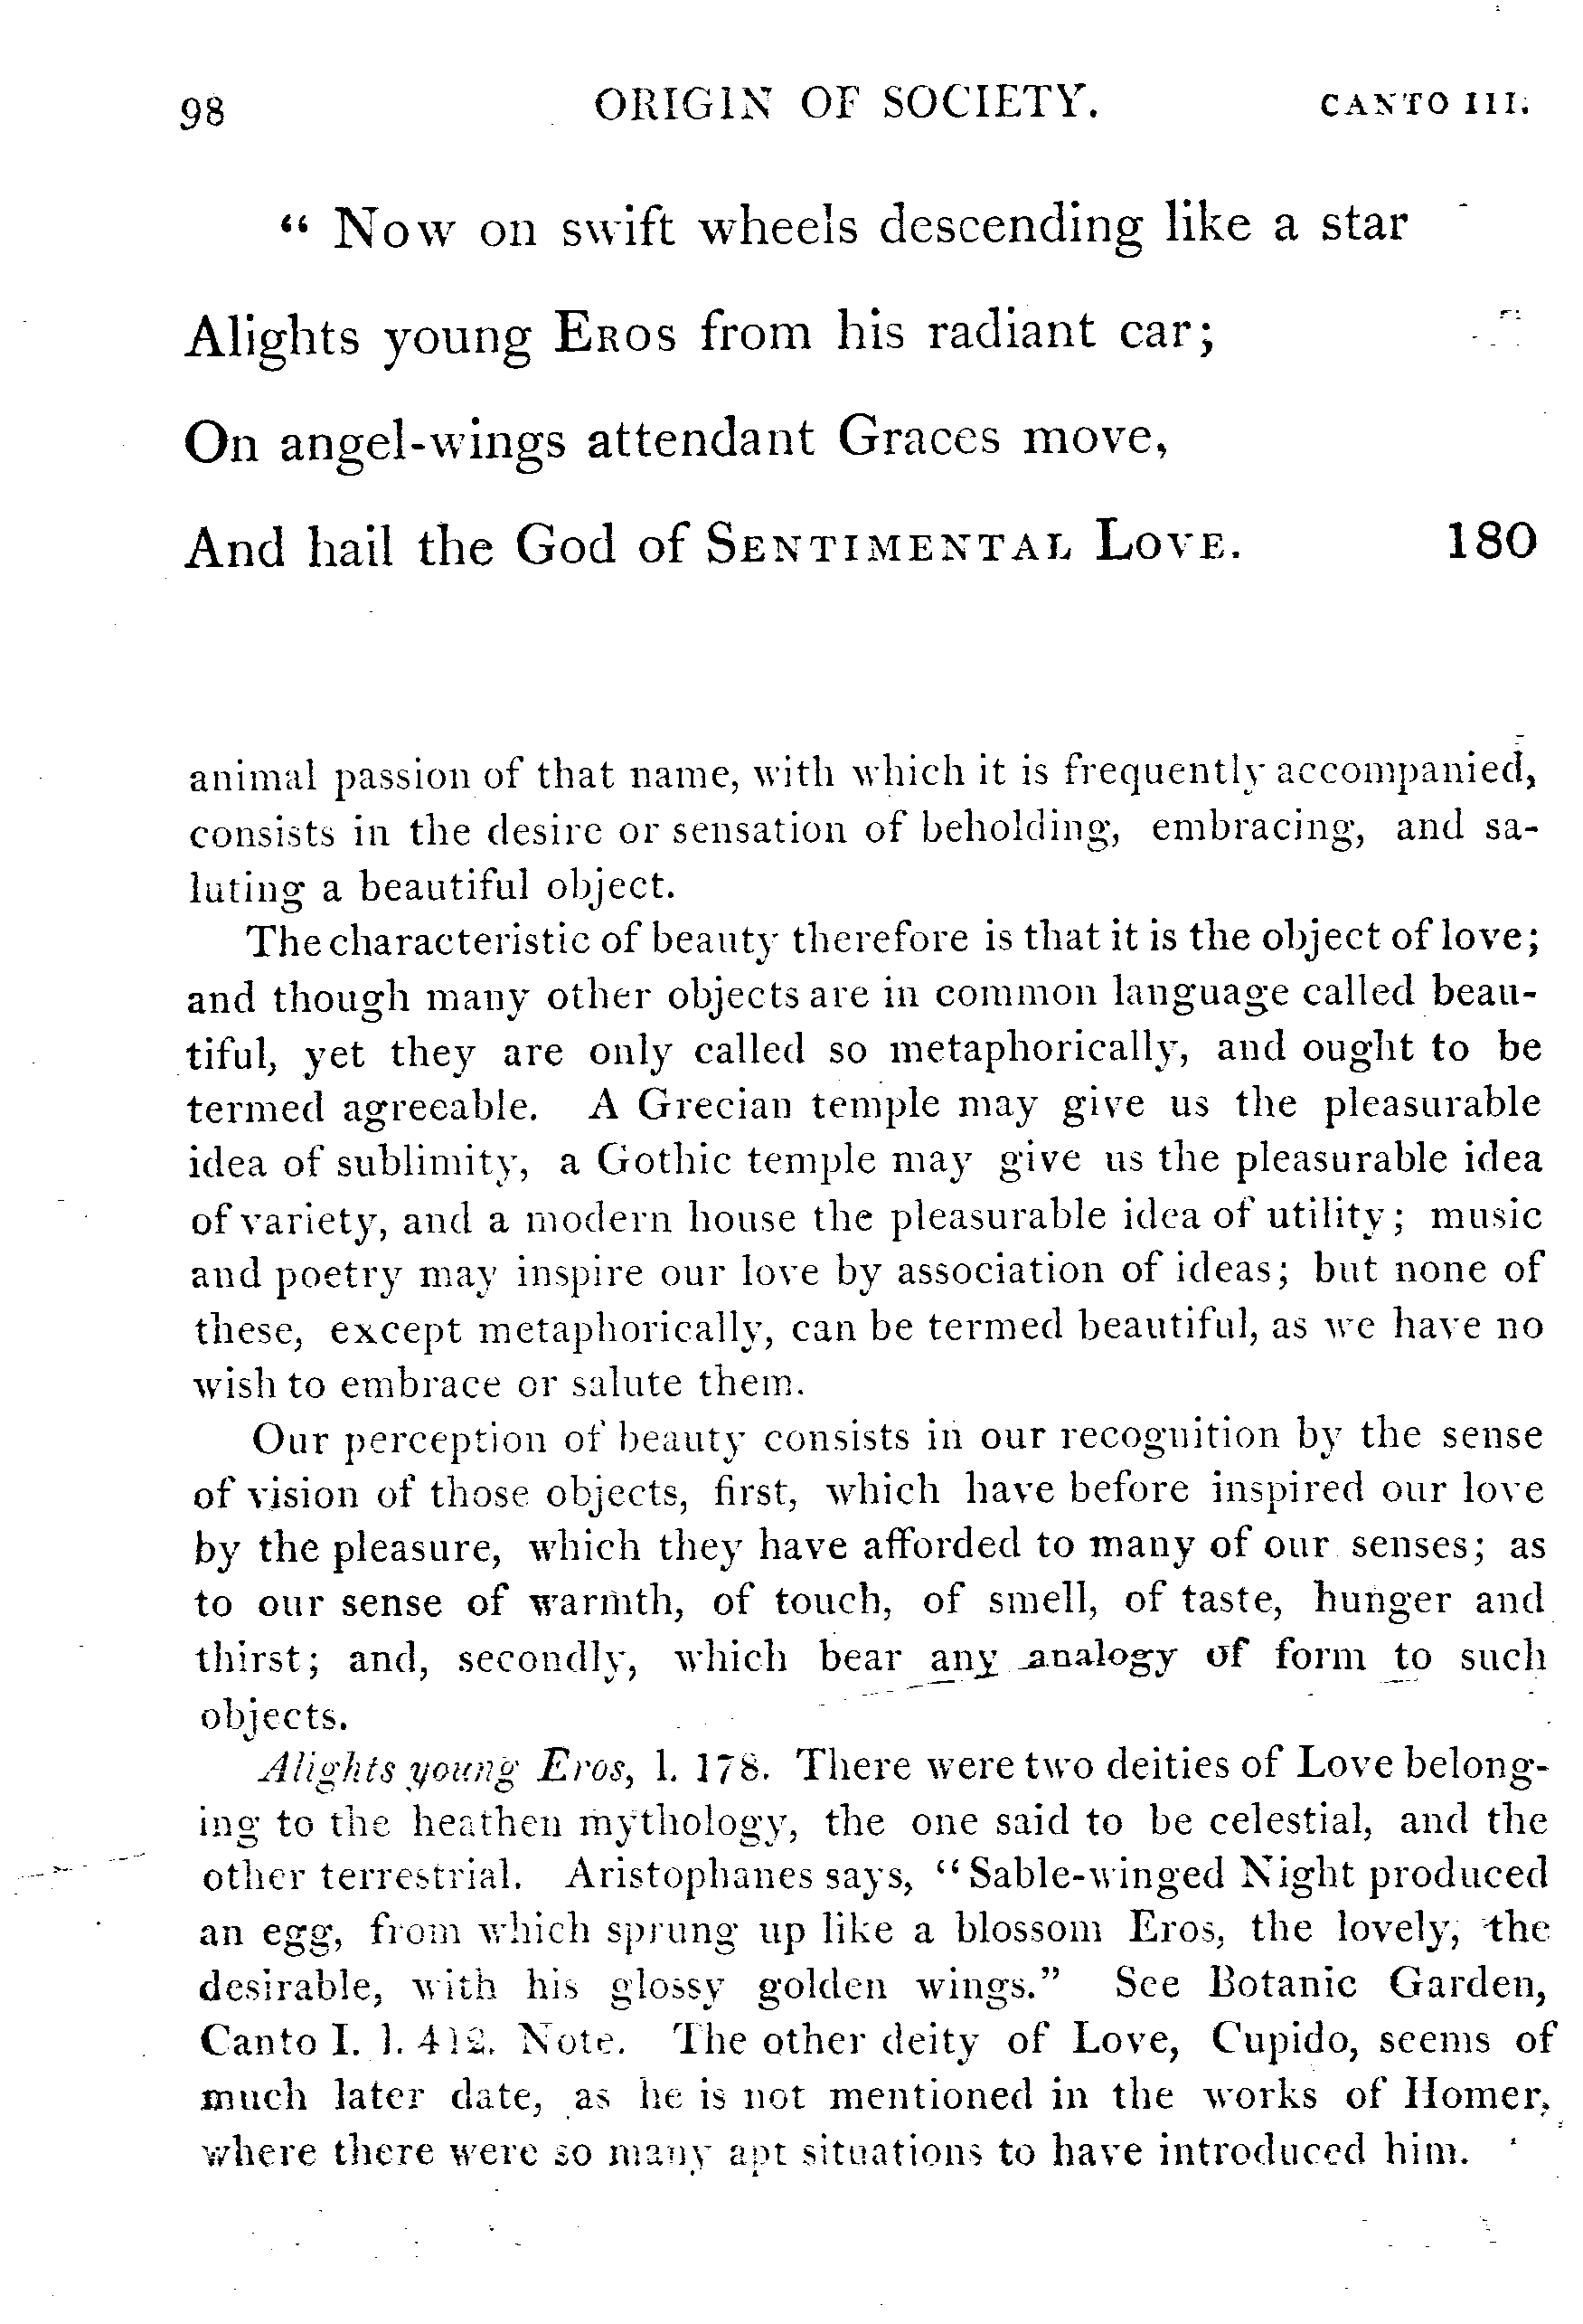 98 ORIGIN OF SOCIETY. CANTO III.
“ Now on swift wheels descending like a star
Alights young EROS from his radiant car;
On angel-wings attendant Graces move,
And hail the God of SENTIMENTAL LOVE. 180
animal passion of that name, with which it is frequently accompanied,
consists in the desire or sensation of beholding, embracing, and sa-
luting a beautiful object.
The characteristic of beauty therefore is that it is the object of love;
and though many other objects are in common language called beau-
tiful, yet they are only called so metaphorically, and ought to be
termed agreeable. A Grecian temple may give us the pleasurable
idea of sublimity, a Gothic temple may give us the pleasurable idea
of variety, and a modern house the pleasurable idea of utility; music
and poetry may inspire our love by association of ideas; but none of
these, except metaphorically, can be termed beautiful, as we have no
wish to embrace or salute them.
Our perception of beauty consists in our recognition by the sense
of vision of those objects, first, which have before inspired our love
by the pleasure, which they have afforded to many of our senses; as
to our sense of warmth, of touch, of smell, of taste, hunger and
thirst; and, secondly, which bear any analogy of form to such
objects.
Alights young Eros, l. 178. There were two deities of Love belong-
ing to the heathen mythology, the one said to be celestial, and the
other terrestrial. Aristophanes says, “Sable-winged Night produced
an egg, from which sprung up like a blossom Eros, the lovely, the
desirable, with his glossy golden wings.” See Botanic Garden,
Canto I. l. 412. Note. The other deity of Love, Cupido, seems of
much later date, as he is not mentioned in the works of Homer,
where there were so many apt situations to have introduced him.